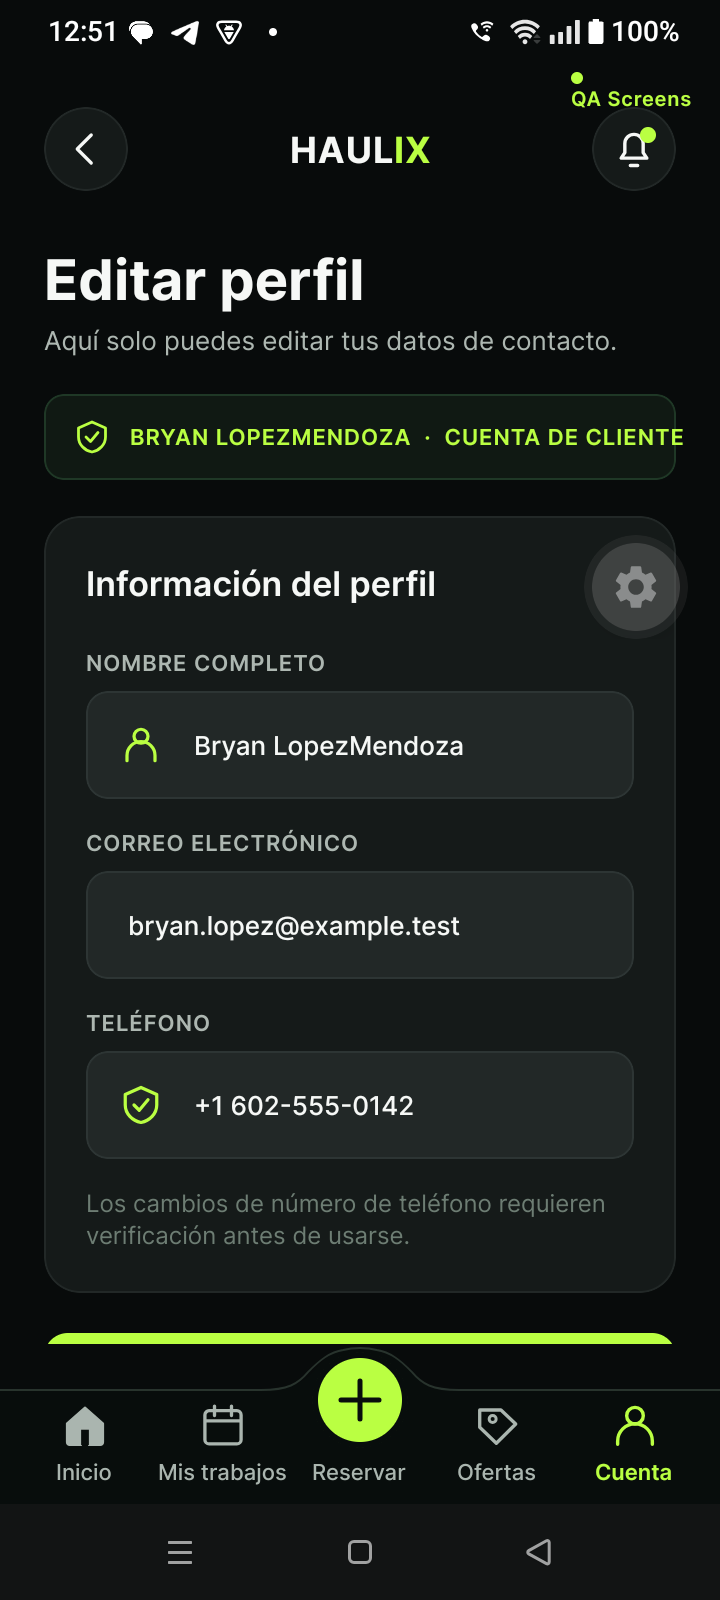 12:51
100%
QA Screens
HAULIX
Editar perfil
Aquí solo puedes editar tus datos de contacto.
BRYAN LOPEZMENDOZA · CUENTA DE CLIENTE
Información del perfil
NOMBRE COMPLETO
Bryan LopezMendoza
CORREO ELECTRÓNICO
bryan.lopez@example.test
TELÉFONO
+1 602-555-0142
Los cambios de número de teléfono requieren
verificación antes de usarse.
Inicio
Mis trabajos
Reservar
Ofertas
Cuenta